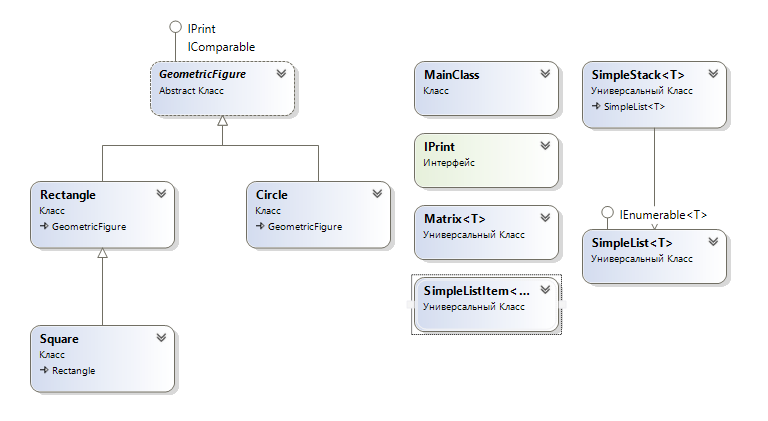 IPrint
IComparable
GeometricFigure
Abstract Класс
Rectangle
Класс
GeometricFigure
Circle
Класс
GeometricFigure
Square
Класс
Rectangle
MainClass
Класс
IPrint
Интерфейс
Matrix<T>
Универсальный Класс
SimpleListItem< ...
Универсальный Класс
SimpleStack<T>
Универсальный Класс
SimpleList<T>
IEnumerable<T>
SimpleList<T>
Универсальный Класс